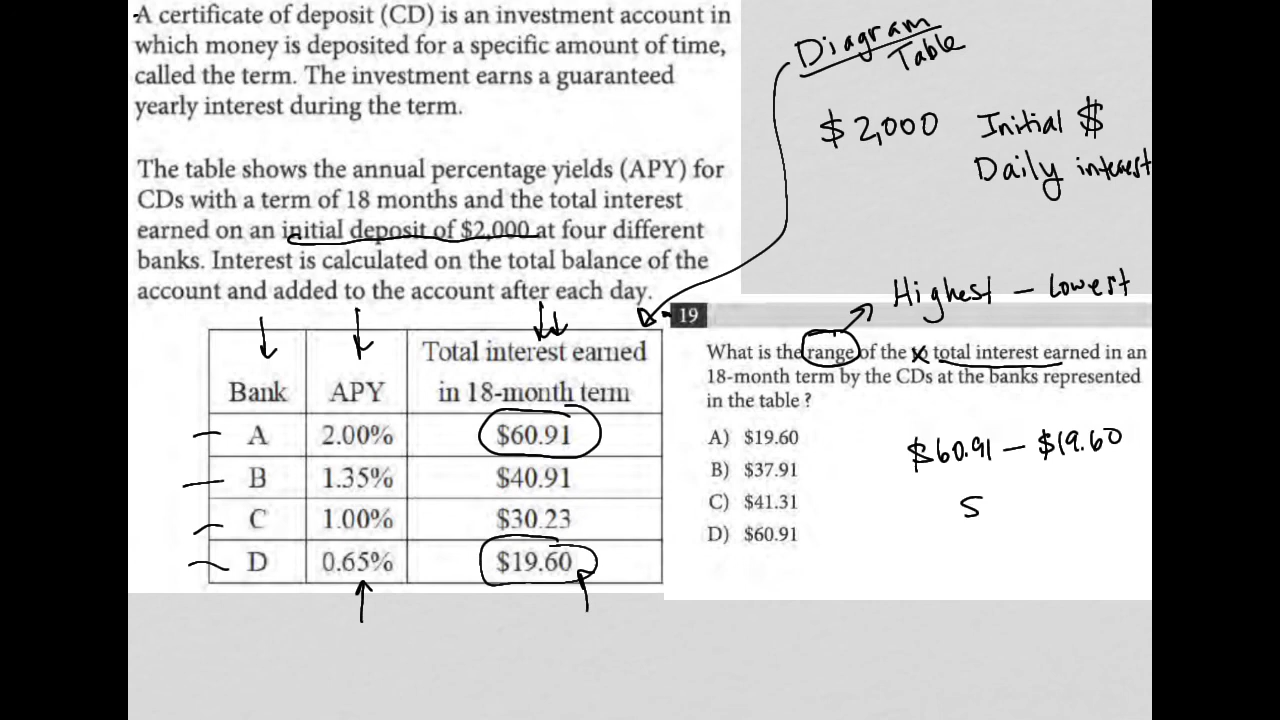 A certificate of deposit (CD) is an investment account in
which money is deposited for a specific amount of time,
called the term. The investment earns a guaranteed
yearly interest during the term.
The table shows the annual percentage yields (APY) for
CDs with a term of 18 months and the total interest
earned on an initial deposit of $2,000 at four different
banks. Interest is calculated on the total balance of the
account and added to the account after each day.
Bank APY Total interest earned
in 18-month term
A 2.00% $60.91
B 1.35% $40.91
C 1.00% $30.23
D 0.65% $19.60
Diagram
Table
$2,000 Initial $
Daily interest
Highest – Lowest
19
What is the range of the total interest earned in an
18-month term by the CDs at the banks represented
in the table ?
A) $19.60
B) $37.91
C) $41.31
D) $60.91
$60.91 – $19.60
S